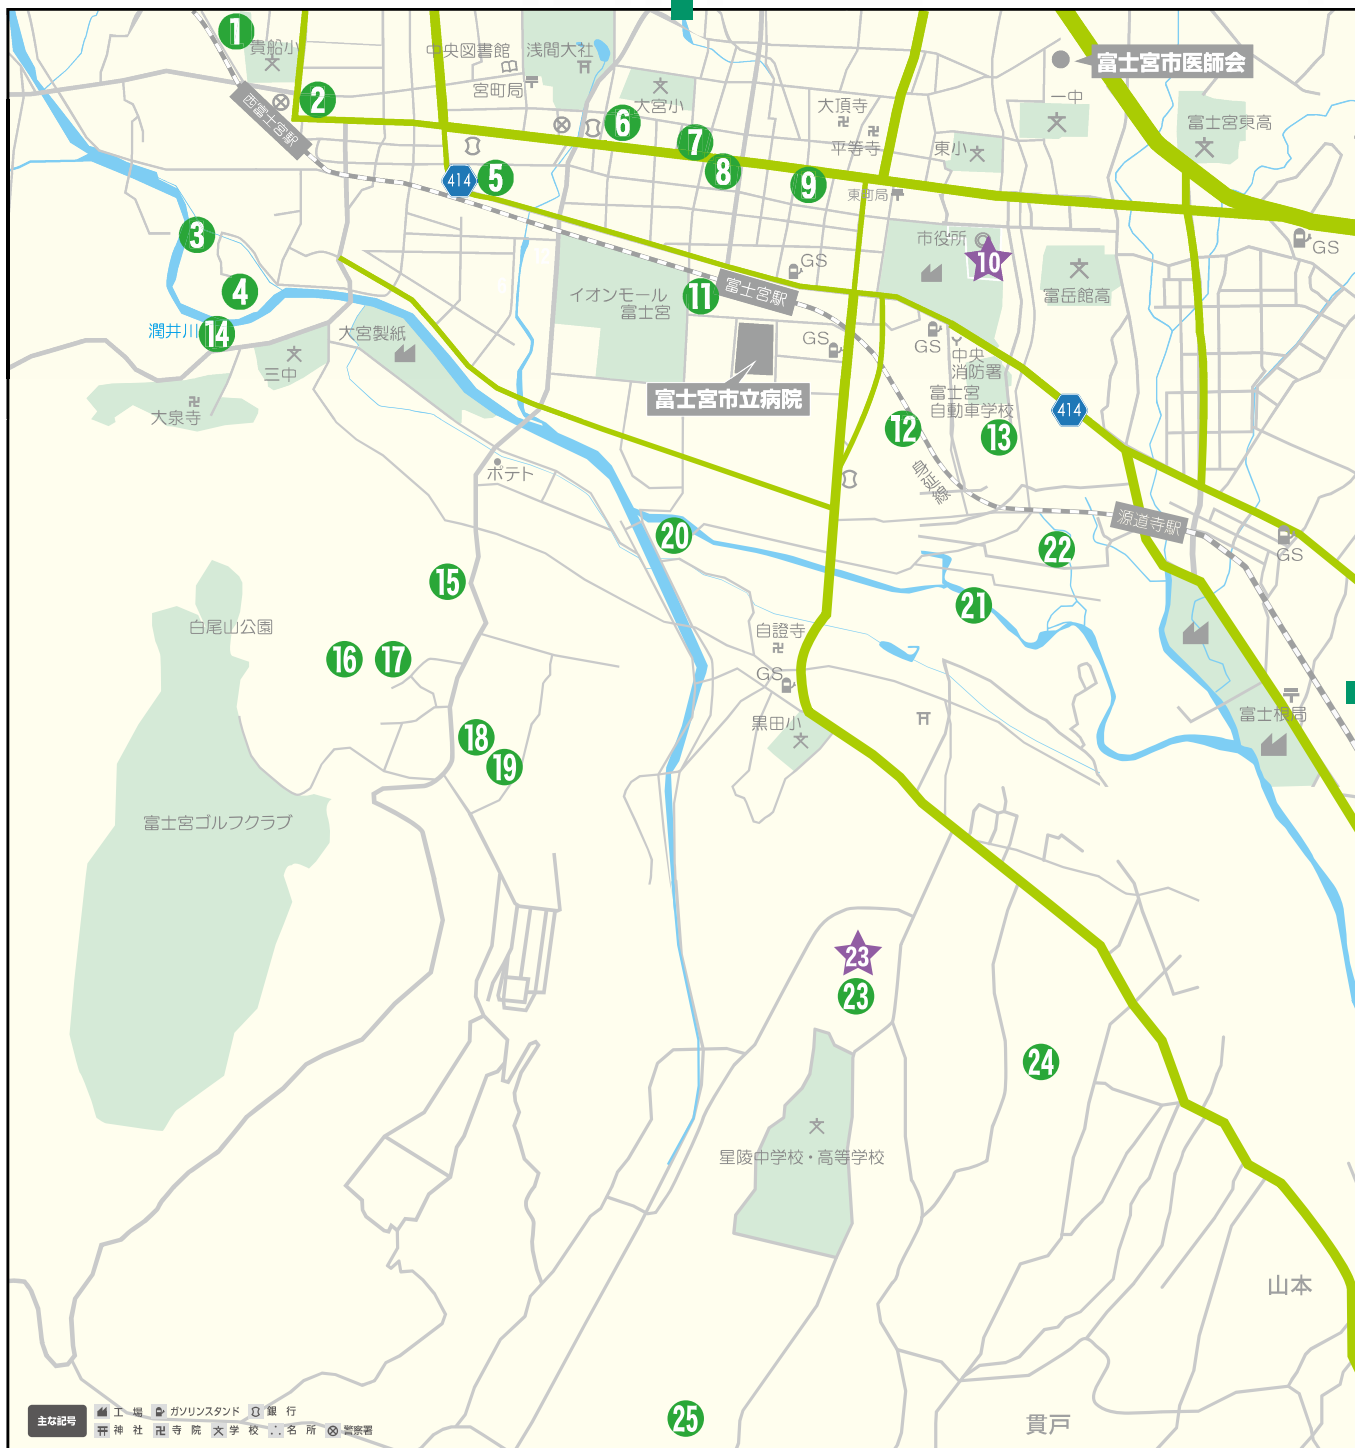 1
貴船小
中央図書館
浅間大社
富士宮市医師会
西富士宮駅
2
宮町局
大宮小
大頂寺
一中
富士宮東高
6
7
平等寺
東小
414
5
8
9
東町局
3
市役所
10
GS
4
イオンモール
富士宮
11
富士宮駅
GS
富岳館高
潤井川
14
大宮製紙
GS
GS
中央
消防署
三中
富士宮市立病院
富士宮
自動車学校
414
大泉寺
12
13
ポテト
身延線
源道寺駅
20
22
GS
15
21
白尾山公園
自證寺
16
17
GS
黒田小
富士根局
18
19
富士宮ゴルフクラブ
23
23
24
星陵中学校・高等学校
山本
25
貫戸
主な記号
工場 ガソリンスタンド 銀行
神社 寺院 学校 名所 警察署